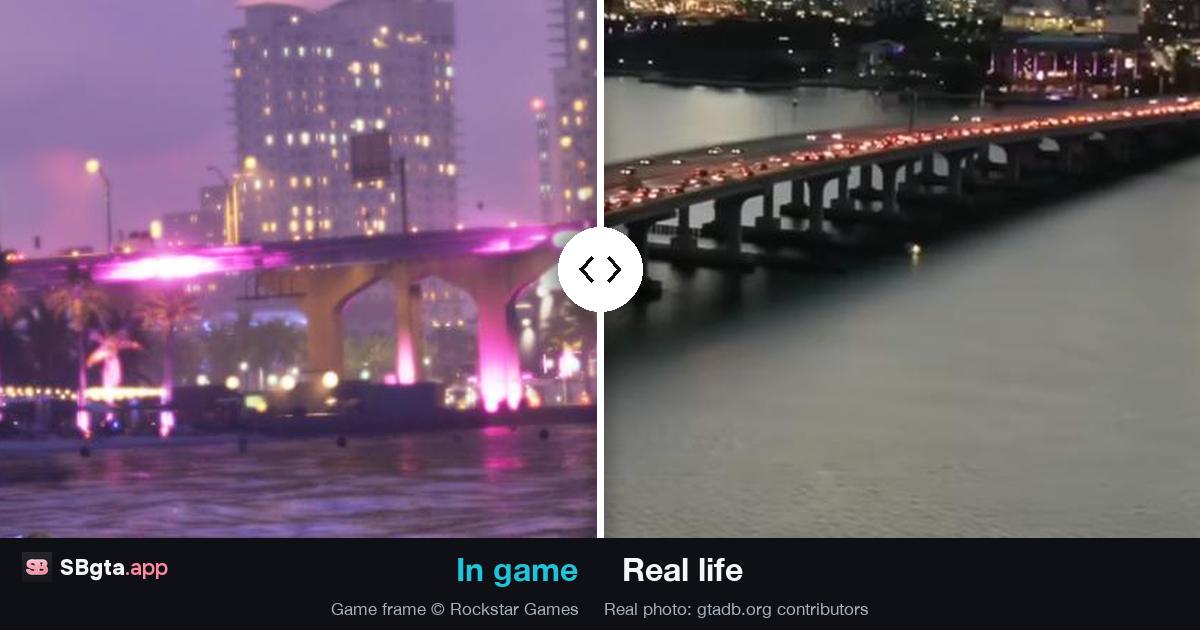 SB SBgta.app
In game
Real life
Game frame © Rockstar Games
Real photo: gtadb.org contributors